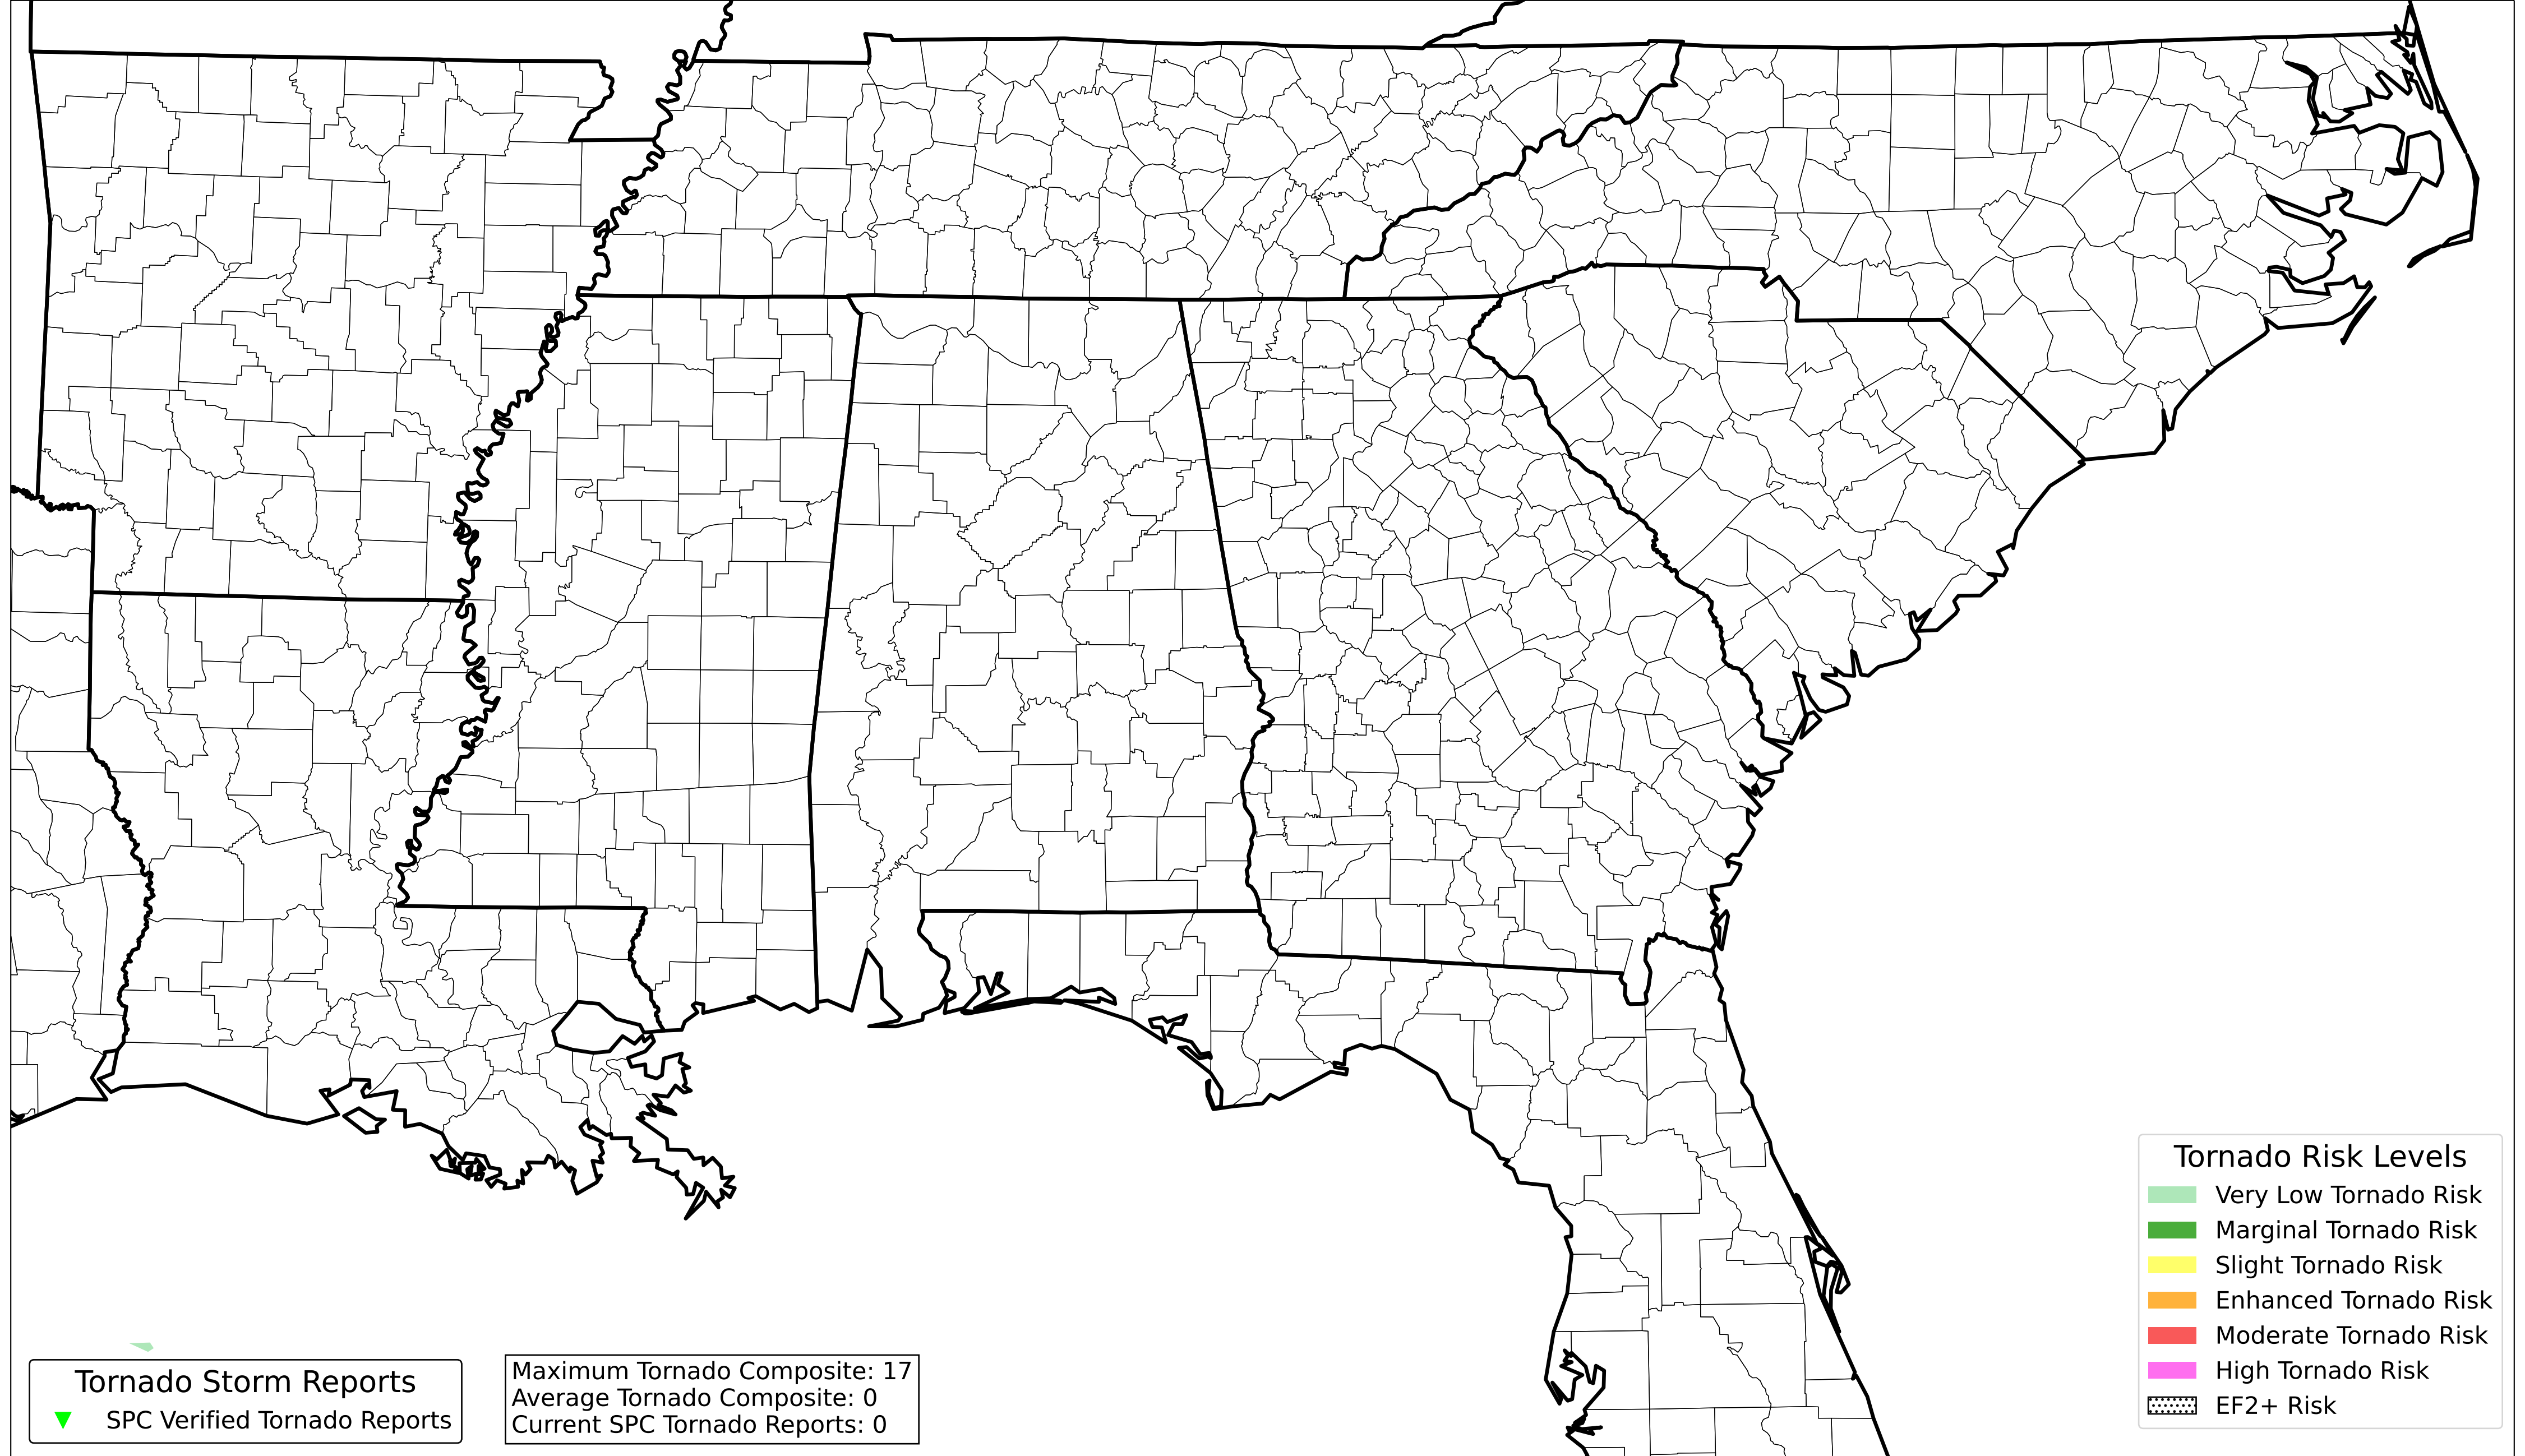 Tornado Risk Levels
Very Low Tornado Risk
Marginal Tornado Risk
Slight Tornado Risk
Enhanced Tornado Risk
Moderate Tornado Risk
High Tornado Risk
EF2+ Risk
Tornado Storm Reports
SPC Verified Tornado Reports
Maximum Tornado Composite: 17
Average Tornado Composite: 0
Current SPC Tornado Reports: 0